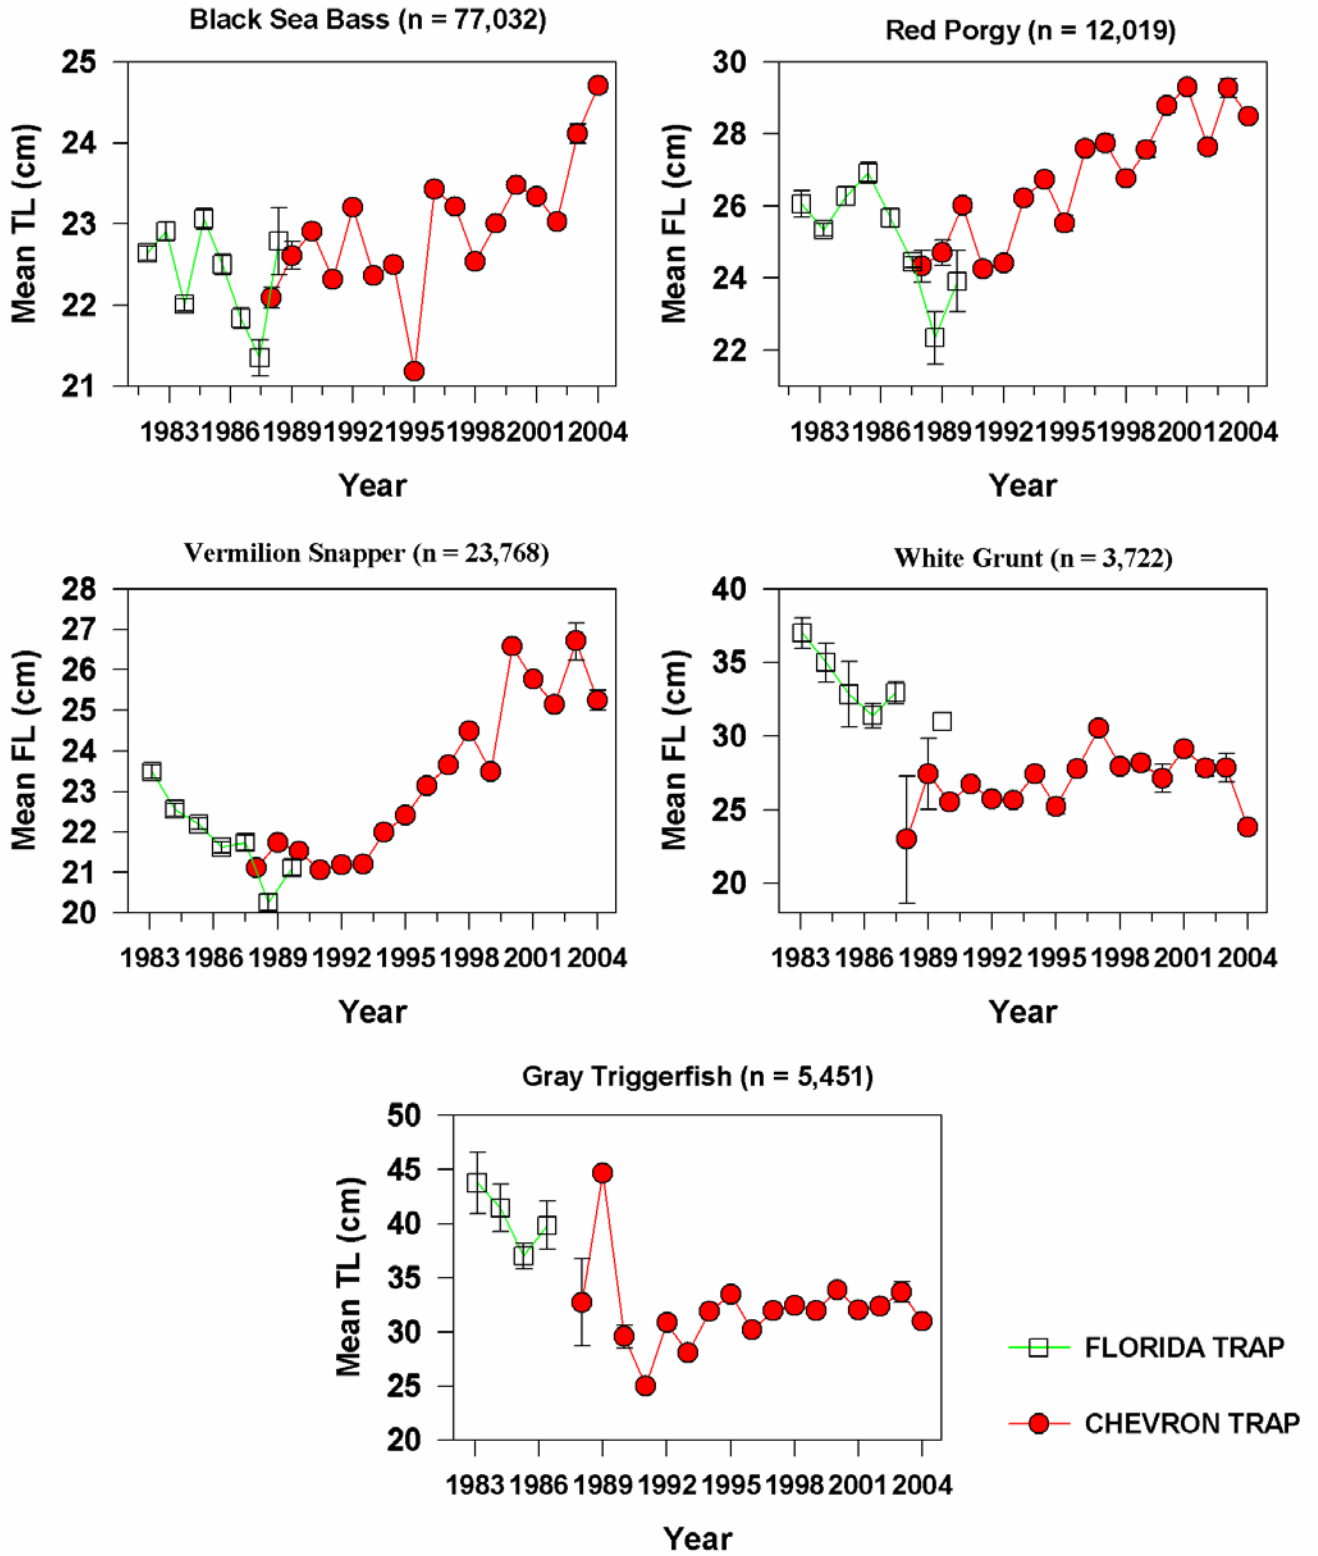 Black Sea Bass (n = 77,032)
Red Porgy (n = 12,019)
Mean TL (cm)
25
24
23
22
21
1983 1986 1989 1992 1995 1998 2001 2004
Year
Mean FL (cm)
30
28
26
24
22
1983 1986 1989 1992 1995 1998 2001 2004
Year
Vermilion Snapper (n = 23,768)
White Grunt (n = 3,722)
Mean FL (cm)
28
27
26
25
24
23
22
21
20
1983 1986 1989 1992 1995 1998 2001 2004
Year
Mean FL (cm)
40
35
30
25
20
1983 1986 1989 1992 1995 1998 2001 2004
Year
Gray Triggerfish (n = 5,451)
Mean TL (cm)
50
45
40
35
30
25
20
1983 1986 1989 1992 1995 1998 2001 2004
Year
FLORIDA TRAP
CHEVRON TRAP